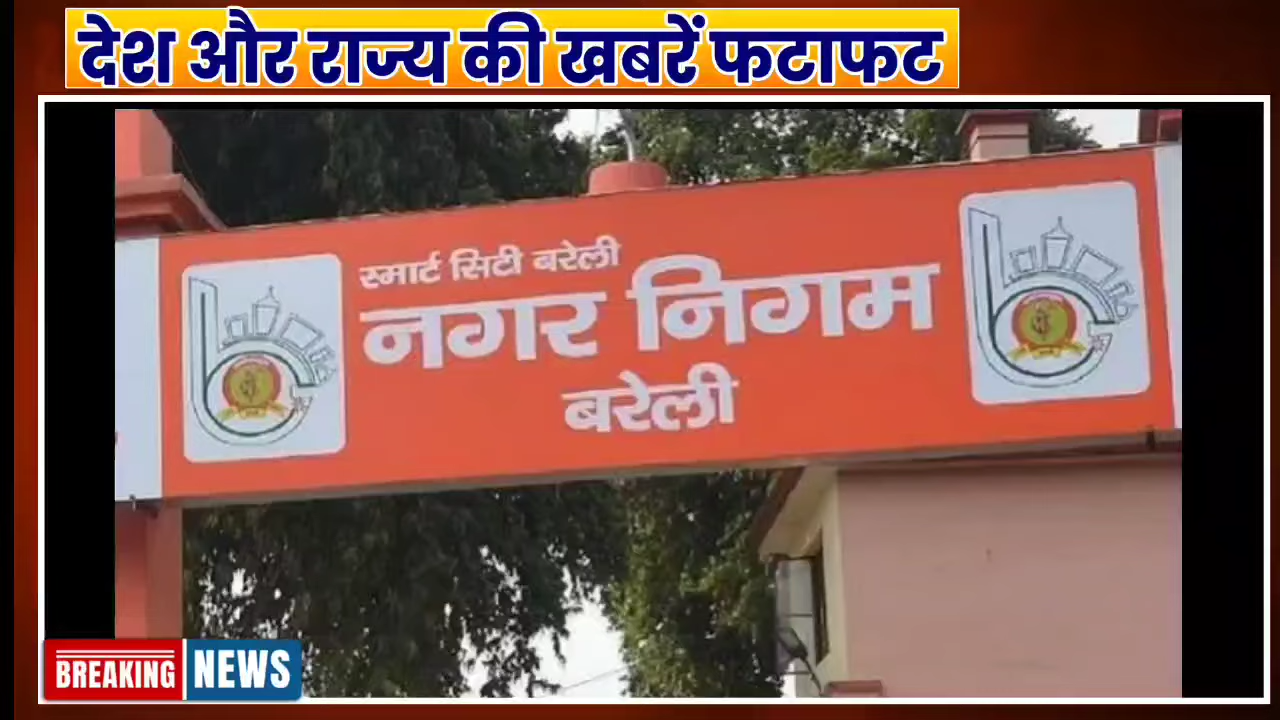 देश और राज्य की खबरें फटाफट
स्मार्ट सिटी बरेली
नगर निगम
बरेली
BREAKING NEWS